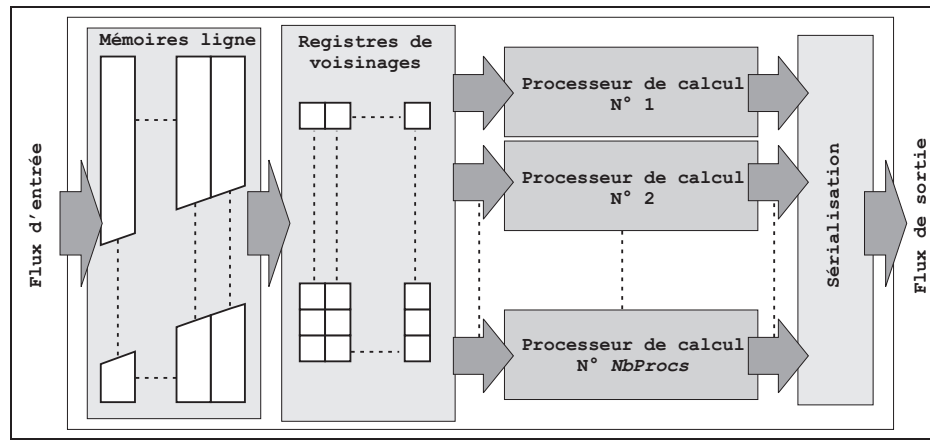 Flux d'entrée
Mémoires ligne
Registres de
voisinages
Processeur de calcul
N° 1
Processeur de calcul
N° 2
Processeur de calcul
N° NbProcs
Sérialisation
Flux de sortie